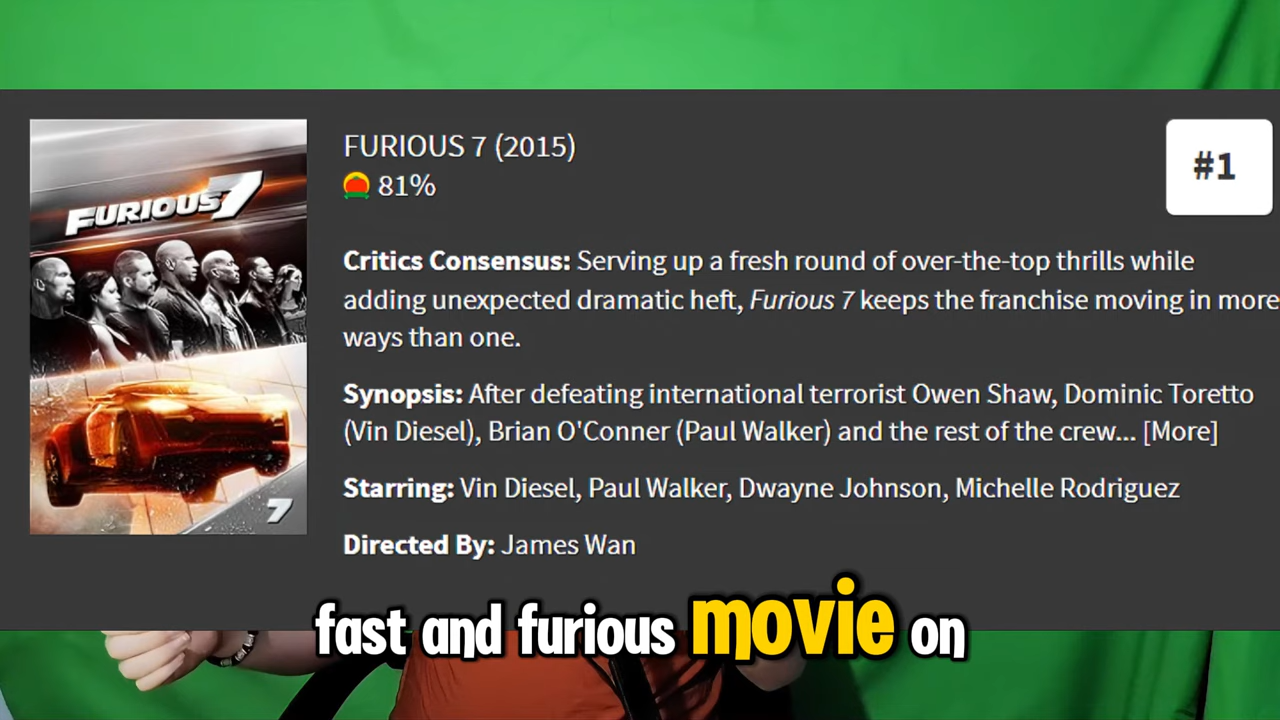 FURIOUS 7
FURIOUS 7 (2015)
81%
#1
Critics Consensus: Serving up a fresh round of over-the-top thrills while
adding unexpected dramatic heft, Furious 7 keeps the franchise moving in more
ways than one.
Synopsis: After defeating international terrorist Owen Shaw, Dominic Toretto
(Vin Diesel), Brian O'Conner (Paul Walker) and the rest of the crew... [More]
Starring: Vin Diesel, Paul Walker, Dwayne Johnson, Michelle Rodriguez
7
Directed By: James Wan
fast and furious movie on